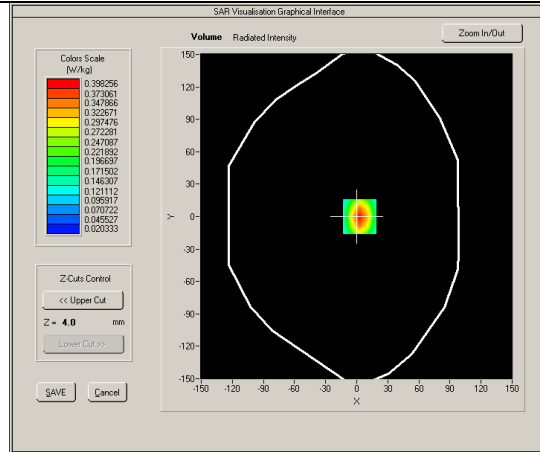 SAR Visualisation Graphical Interface
Volume Radiated Intensity
Zoom In/Out
Colors Scale
(W/kg)
0.398256
0.373061
0.347866
0.322671
0.297476
0.272281
0.247087
0.221892
0.196697
0.171502
0.146307
0.121112
0.095917
0.070722
0.045527
0.020333
Z-Cuts Control
<< Upper Cut
Z = 4.0 mm
Lower Cut >>
SAVE Cancel
150
120
90
60
30
Y 0
-30
-60
-90
-120
-150
-150 -120 -90 -60 -30 0 30 60 90 120 150
X